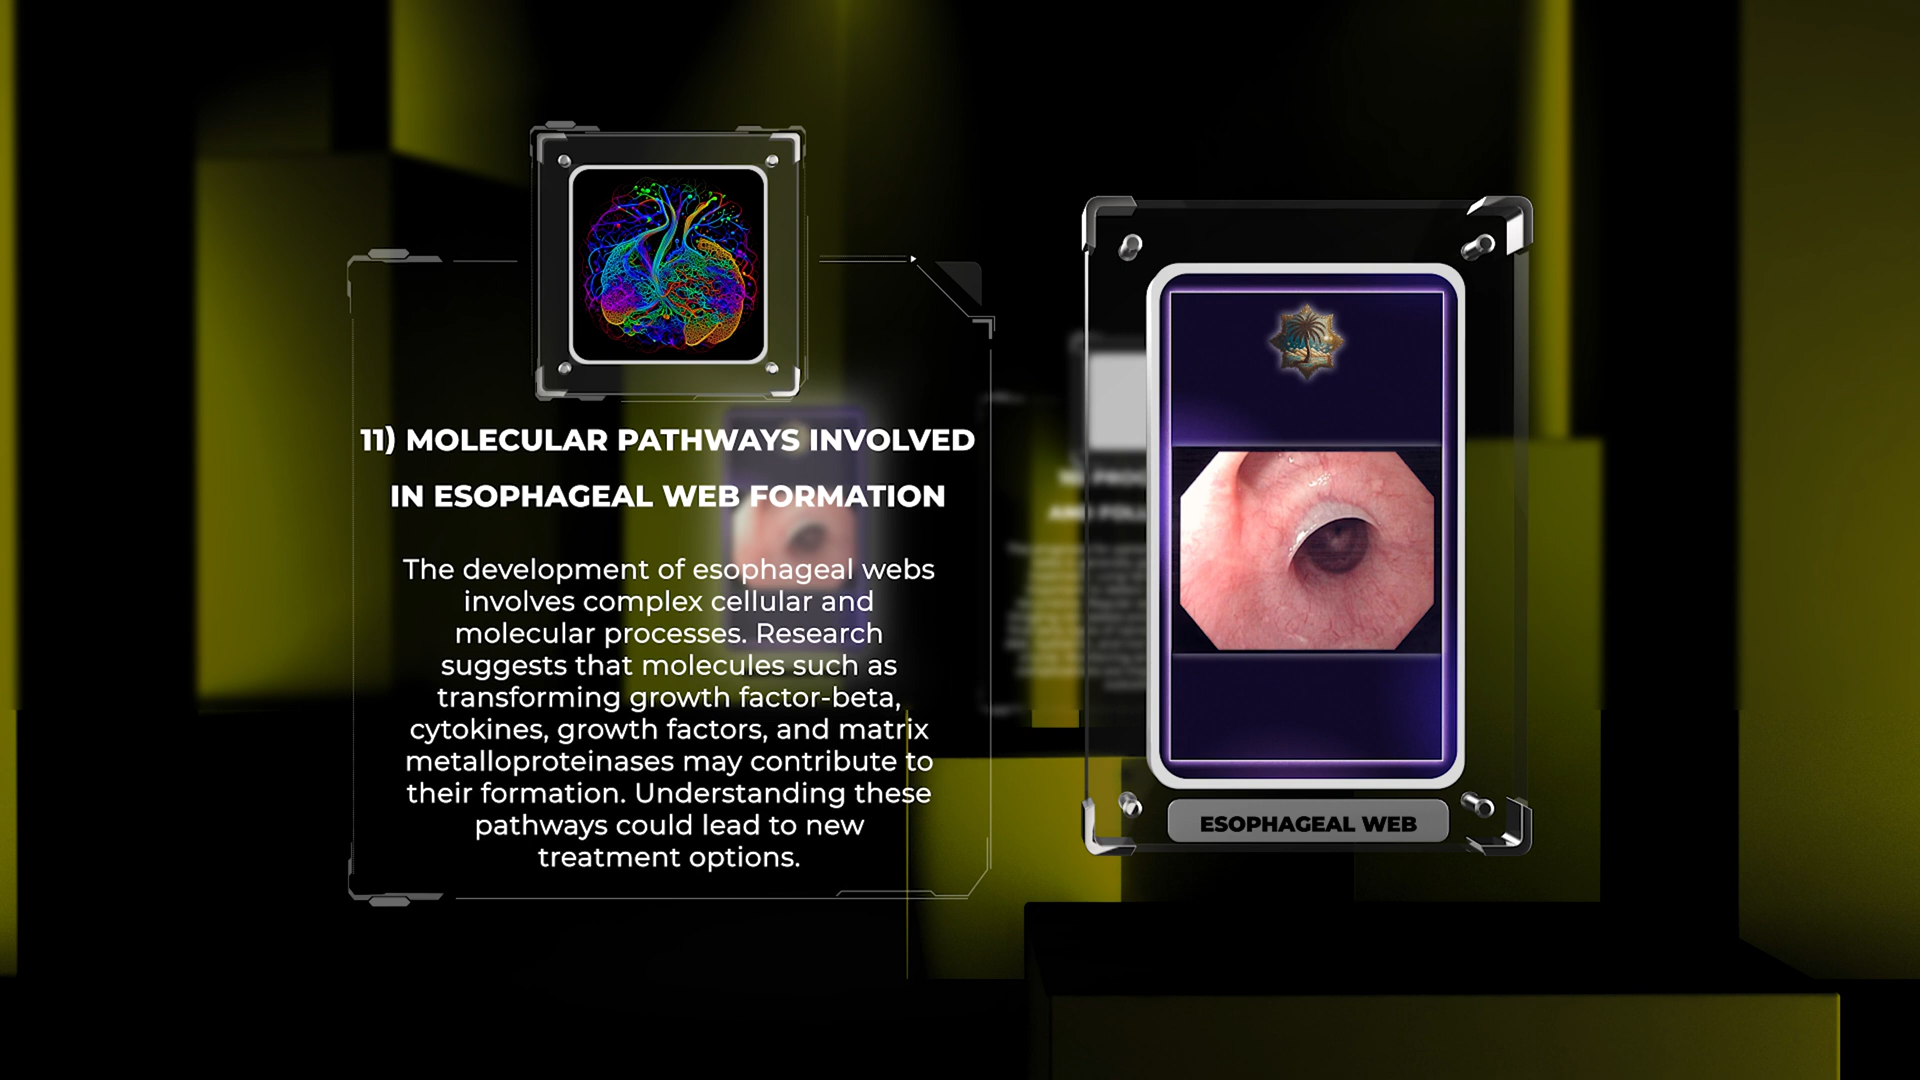 11) MOLECULAR PATHWAYS INVOLVED
IN ESOPHAGEAL WEB FORMATION
The development of esophageal webs
involves complex cellular and
molecular processes. Research
suggests that molecules such as
transforming growth factor-beta,
cytokines, growth factors, and matrix
metalloproteinases may contribute to
their formation. Understanding these
pathways could lead to new
treatment options.
ESOPHAGEAL WEB